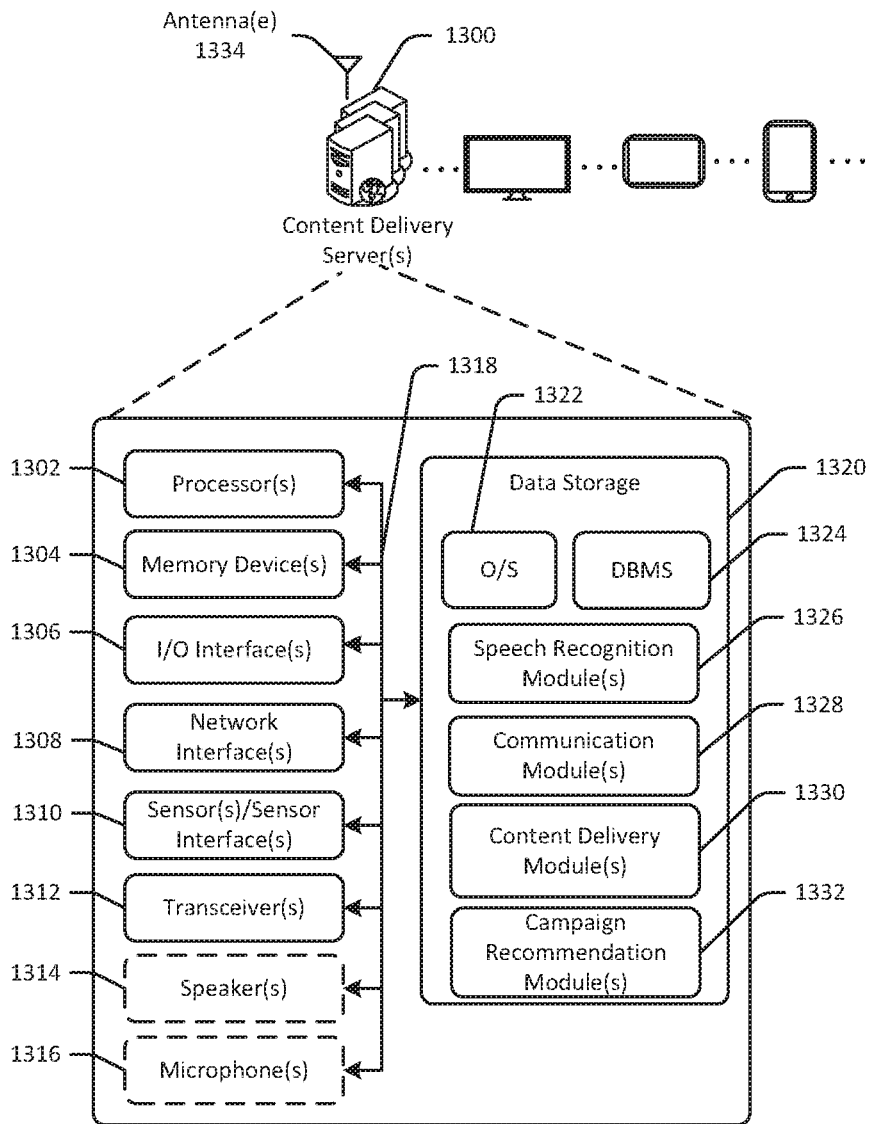 Antenna(e)
1334
1300
Content Delivery
Server(s)
1318
1322
1302
Processor(s)
Data Storage
1320
1304
Memory Device(s)
O/S
DBMS
1324
1306
I/O Interface(s)
Speech Recognition
Module(s)
1326
1308
Network
Interface(s)
Communication
Module(s)
1328
1310
Sensor(s)/Sensor
Interface(s)
Content Delivery
Module(s)
1330
1312
Transceiver(s)
Campaign
Recommendation
Module(s)
1332
1314
Speaker(s)
1316
Microphone(s)